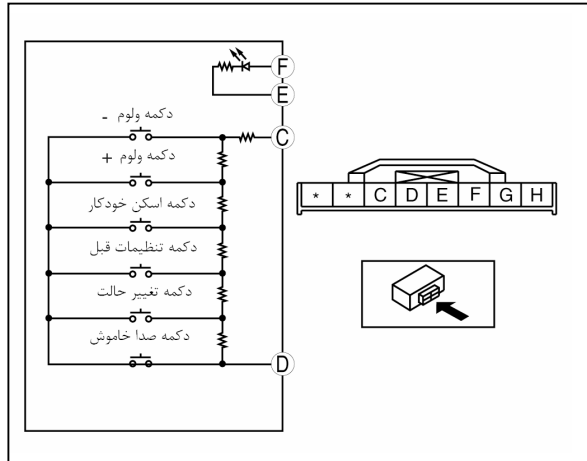 F
E
دکمه ولوم -
C
دکمه ولوم +
دکمه اسکن خودکار
* * C D E F G H
دکمه تنظیمات قبل
دکمه تغییر حالت
دکمه صدا خاموش
D